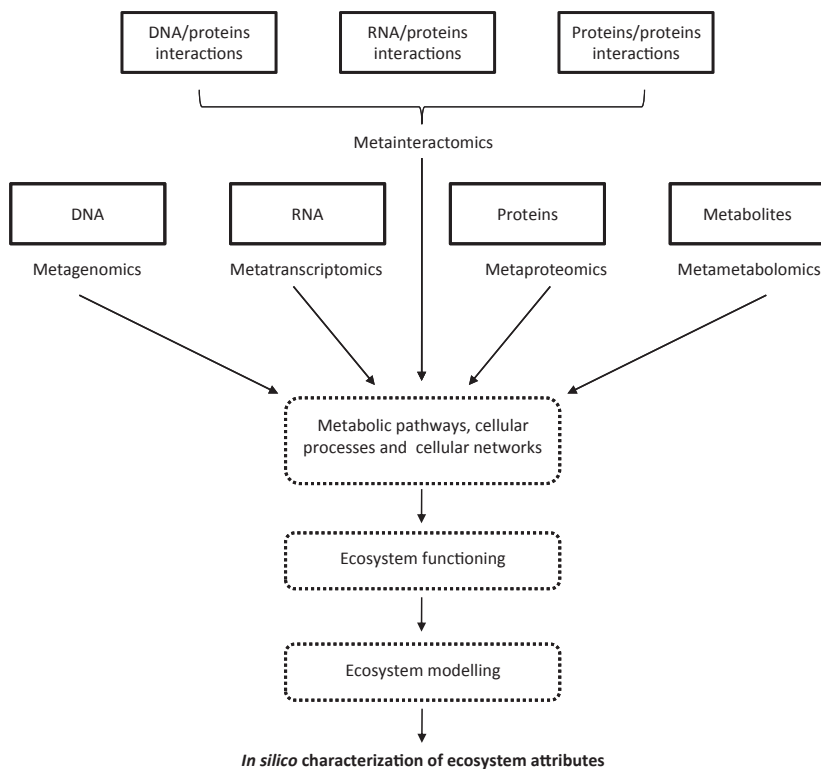 DNA/proteins
interactions
RNA/proteins
interactions
Proteins/proteins
interactions
Metainteractomics
DNA
RNA
Proteins
Metabolites
Metagenomics
Metatranscriptomics
Metaproteomics
Metametabolomics
Metabolic pathways, cellular
processes and cellular networks
Ecosystem functioning
Ecosystem modelling
In silico characterization of ecosystem attributes